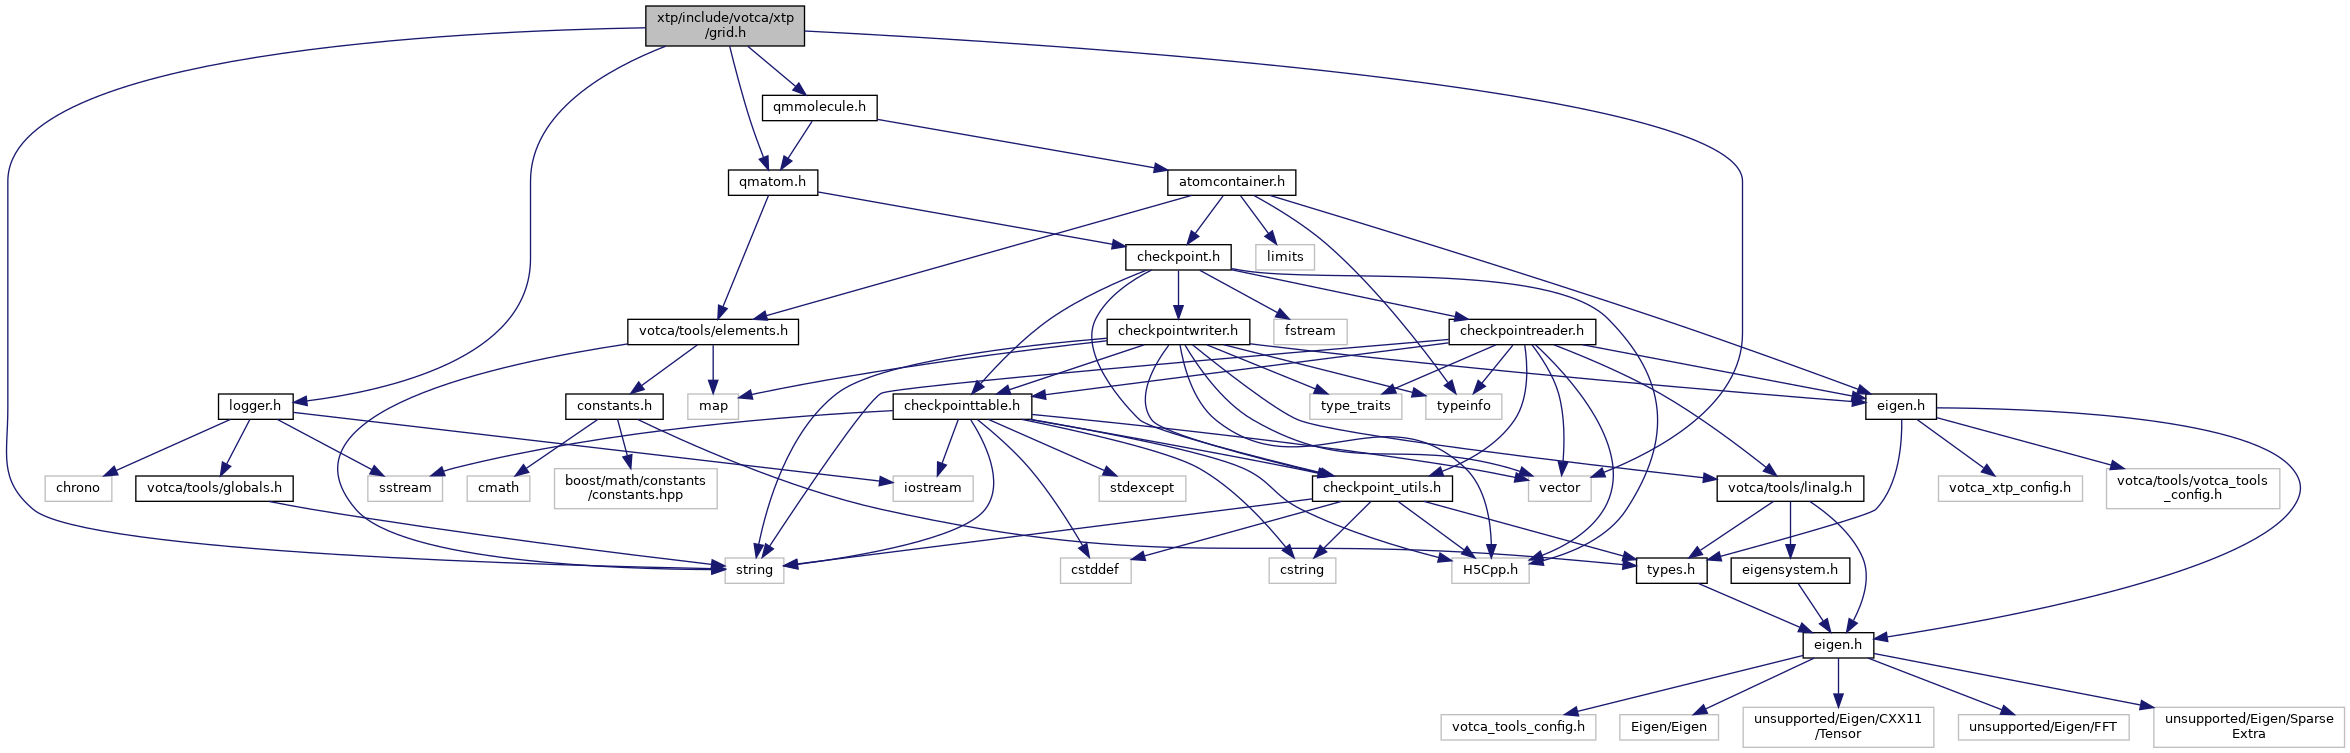 xtp/include/votca/xtp
/grid.h
qmmolecule.h
qmatom.h
atomcontainer.h
checkpoint.h
limits
votca/tools/elements.h
checkpointwriter.h
fstream
checkpointreader.h
logger.h
constants.h
map
checkpointtable.h
type_traits
typeinfo
eigen.h
chrono
votca/tools/globals.h
sstream
cmath
boost/math/constants
/constants.hpp
iostream
stdexcept
checkpoint_utils.h
vector
votca/tools/linalg.h
votca_xtp_config.h
votca/tools/votca_tools
_config.h
string
cstddef
cstring
H5Cpp.h
types.h
eigensystem.h
eigen.h
votca_tools_config.h
Eigen/Eigen
unsupported/Eigen/CXX11
/Tensor
unsupported/Eigen/FFT
unsupported/Eigen/Sparse
Extra